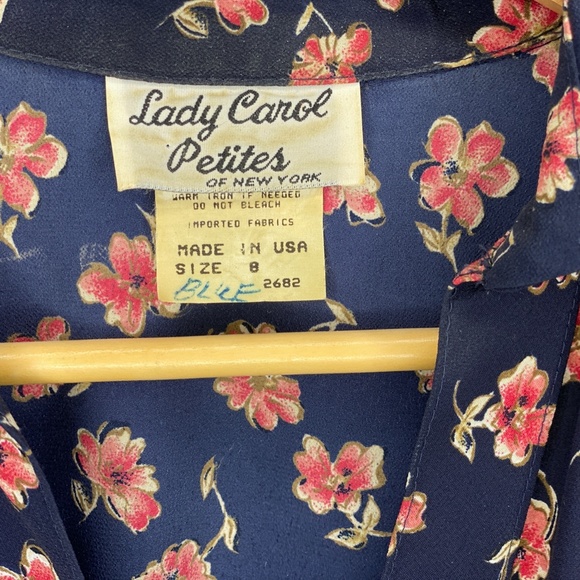 Lady Carol
Petites
OF NEW YORK
WARM IRON IF NEEDED
DO NOT BLEACH
IMPORTED FABRICS
MADE IN USA
SIZE 8
BLUE 2682